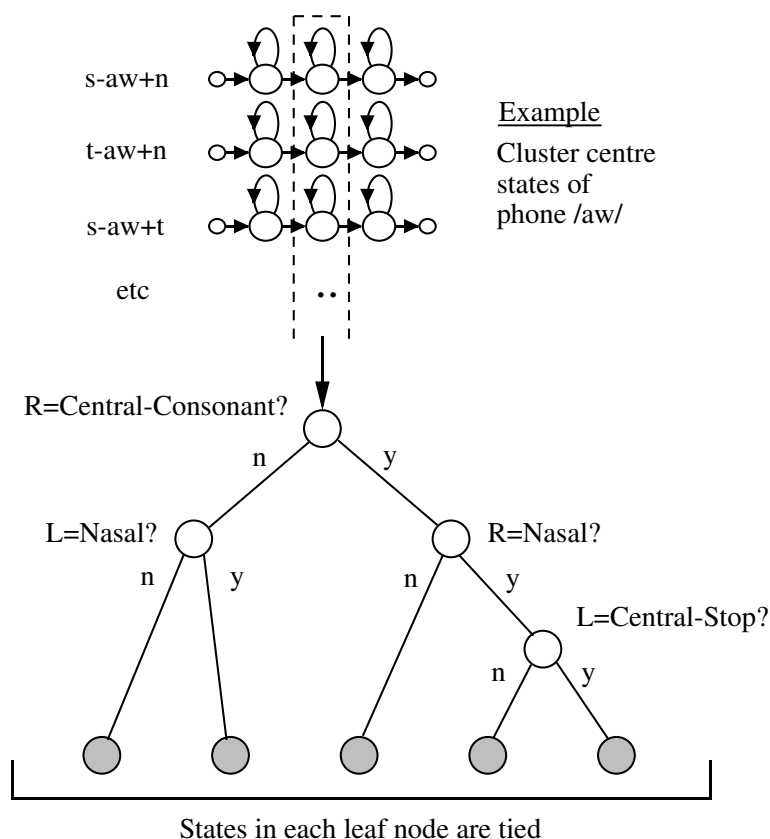 s-aw+n
t-aw+n
s-aw+t
etc
..
Example
Cluster centre
states of
phone /aw/
R=Central-Consonant?
n
y
L=Nasal?
R=Nasal?
n
y
n
y
L=Central-Stop?
n
y
States in each leaf node are tied